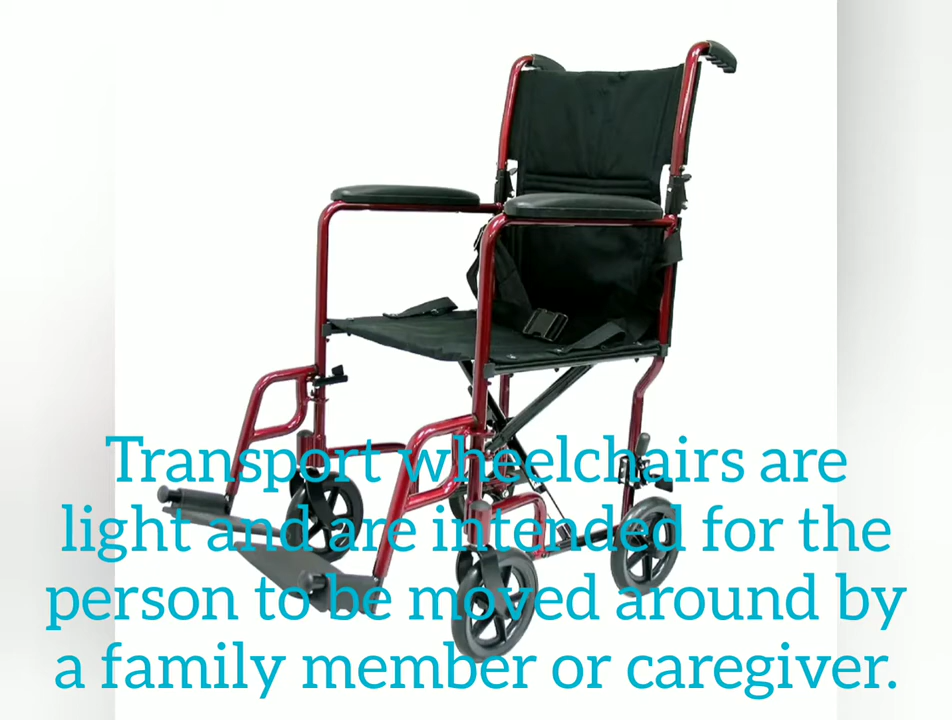 Transport wheelchairs are
light and are intended for the
person to be moved around by
a family member or caregiver.